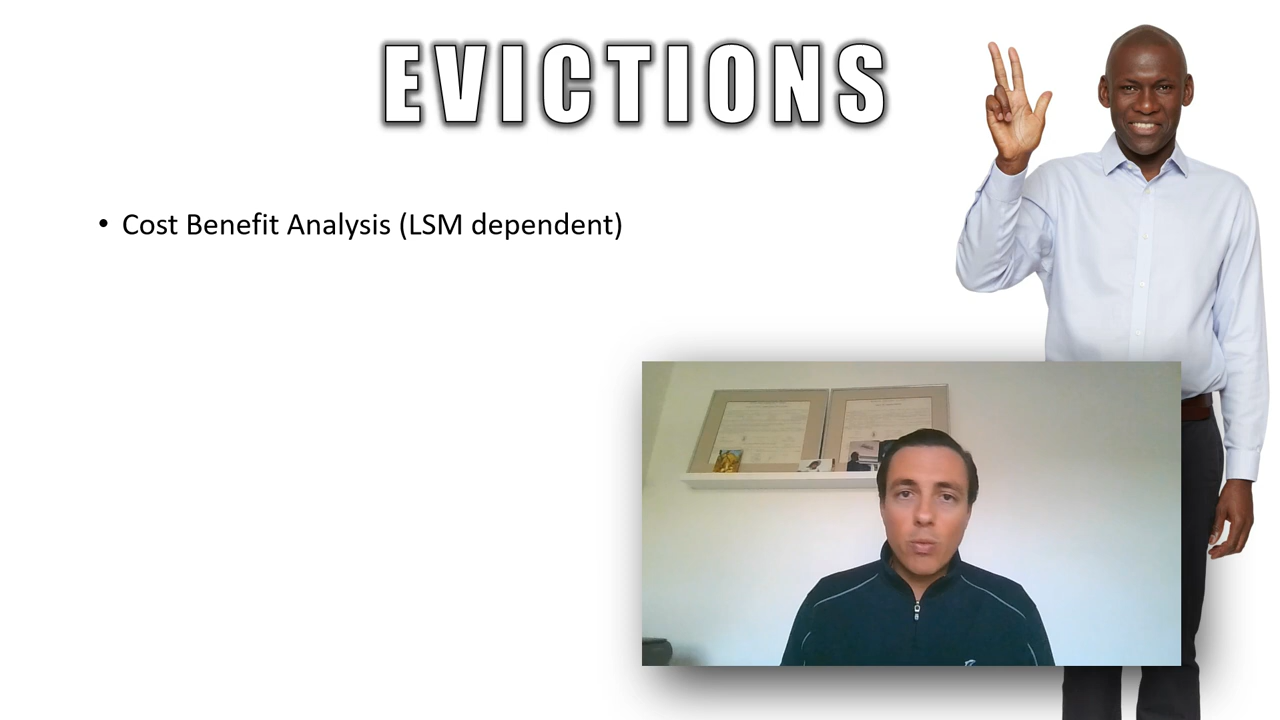 EVICTIONS
• Cost Benefit Analysis (LSM dependent)